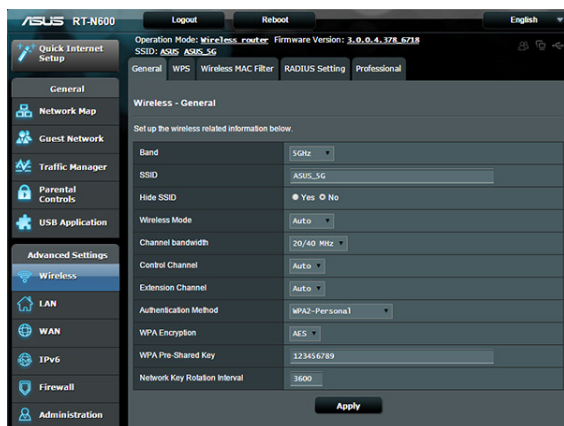 ASUS RT-N600
Logout Reboot English
Quick Internet
Setup
Operation Mode: Wireless router Firmware Version: 3.0.0.4.378_6718
SSID: ASUS ASUS_5G
General WPS Wireless MAC Filter RADIUS Setting Professional
General
Network Map
Guest Network
Traffic Manager
Parental
Controls
USB Application
Advanced Settings
Wireless
LAN
WAN
IPv6
Firewall
Administration
Wireless - General
Set up the wireless related information below.
Band 5GHz
SSID ASUS_5G
Hide SSID Yes No
Wireless Mode Auto
Channel bandwidth 20/40 MHz
Control Channel Auto
Extension Channel Auto
Authentication Method WPA2-Personal
WPA Encryption AES
WPA Pre-Shared Key 123456789
Network Key Rotation Interval 3600
Apply